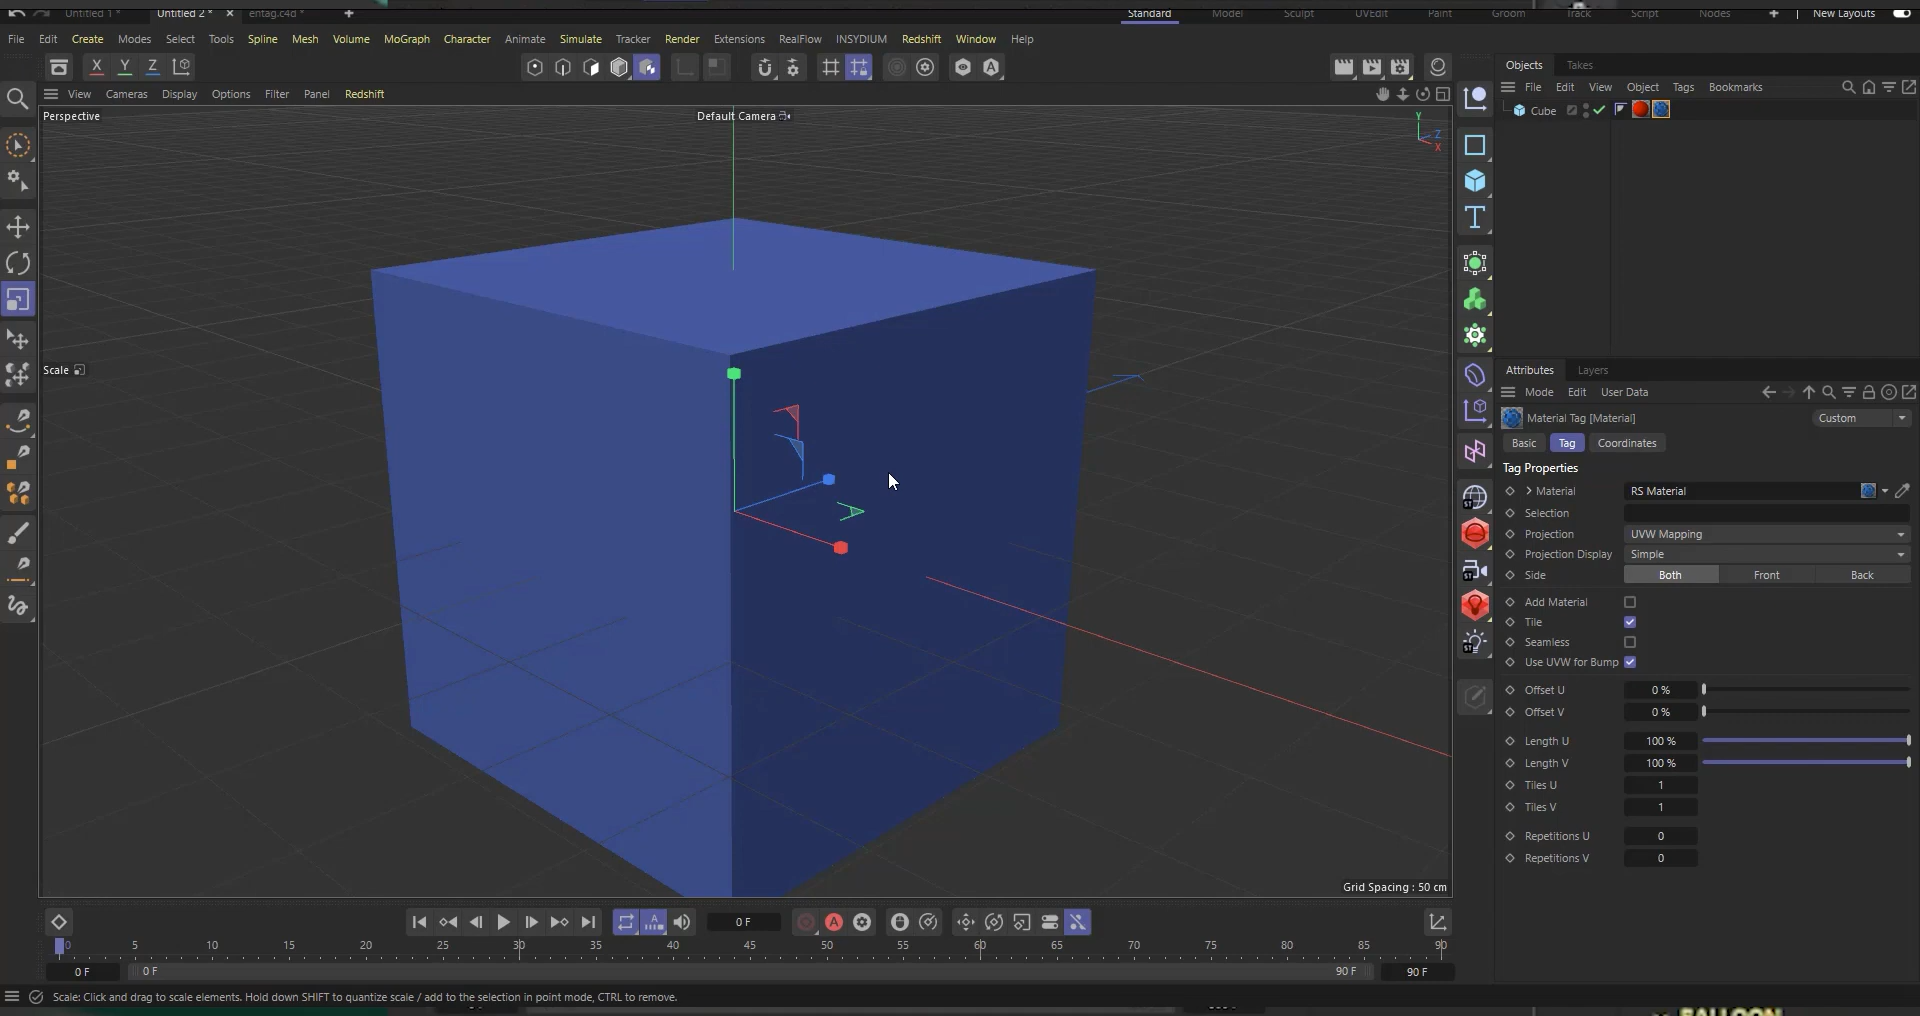 Untitled 1 * Untitled 2 * × entag.c4d * + Standard Model Sculpt UVEdit Paint Groom Track Script Nodes + New Layouts
File Edit Create Modes Select Tools Spline Mesh Volume MoGraph Character Animate Simulate Tracker Render Extensions RealFlow INSYDIUM Redshift Window Help
X Y Z
Objects Takes
View Cameras Display Options Filter Panel Redshift
File Edit View Object Tags Bookmarks
Perspective
Default Camera
Y
Z
X
Cube
Scale
Attributes Layers
Mode Edit User Data
Material Tag [Material]
Custom
Basic Tag Coordinates
Tag Properties
Material RS Material
Selection
Projection UVW Mapping
Projection Display Simple
Side Both Front Back
Add Material
Tile
Seamless
Use UVW for Bump
Offset U 0 %
Offset V 0 %
Length U 100 %
Length V 100 %
Tiles U 1
Tiles V 1
Repetitions U 0
Repetitions V 0
ST
ST
ST
Grid Spacing : 50 cm
0 F
0 5 10 15 20 25 30 35 40 45 50 55 60 65 70 75 80 85 90
0 F 0 F 90 F 90 F
Scale: Click and drag to scale elements. Hold down SHIFT to quantize scale / add to the selection in point mode, CTRL to remove.
BALLOON